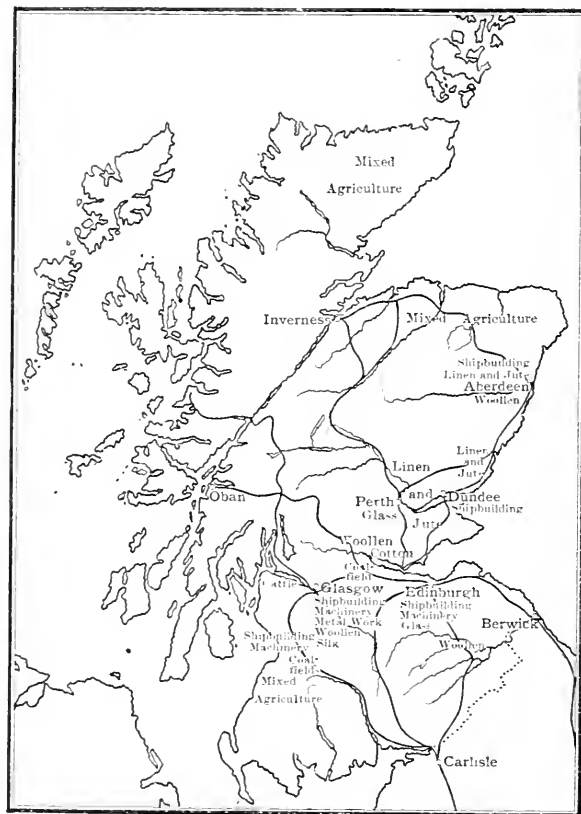 Mixed
Agriculture
Inverness
Mixed Agriculture
Shipbuilding
Linen and Jute
Aberdeen
Woollen
Linen
and
Jute
Linen
and
Jute
Perth
Glass
Dundee
Shipbuilding
Oban
Woollen
Cotton
Coal-
field
Cattle
Glasgow
Shipbuilding
Machinery
Metal Work
Woollen
Silk
Edinburgh
Shipbuilding
Machinery
Glass
Berwick
Woollen
Shipbuilding
Machinery
Coal-
field
Mixed
Agriculture
Carlisle